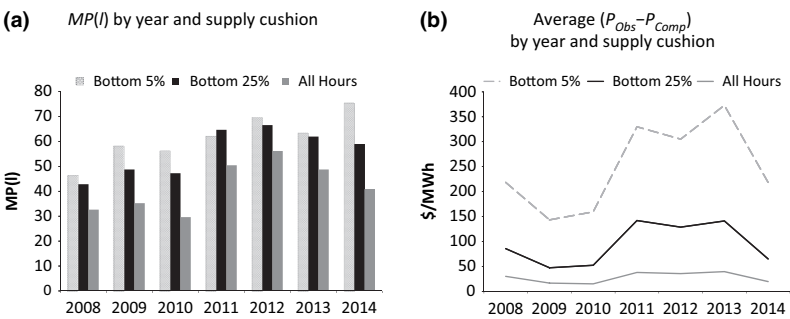 (a) MP(l) by year and supply cushion
Bottom 5% Bottom 25% All Hours
80
70
60
50
40
30
20
10
0
MP(l)
2008 2009 2010 2011 2012 2013 2014
(b) Average (P_Obs−P_Comp)
by year and supply cushion
Bottom 5% Bottom 25% All Hours
400
350
300
250
200
150
100
50
0
$/MWh
2008 2009 2010 2011 2012 2013 2014